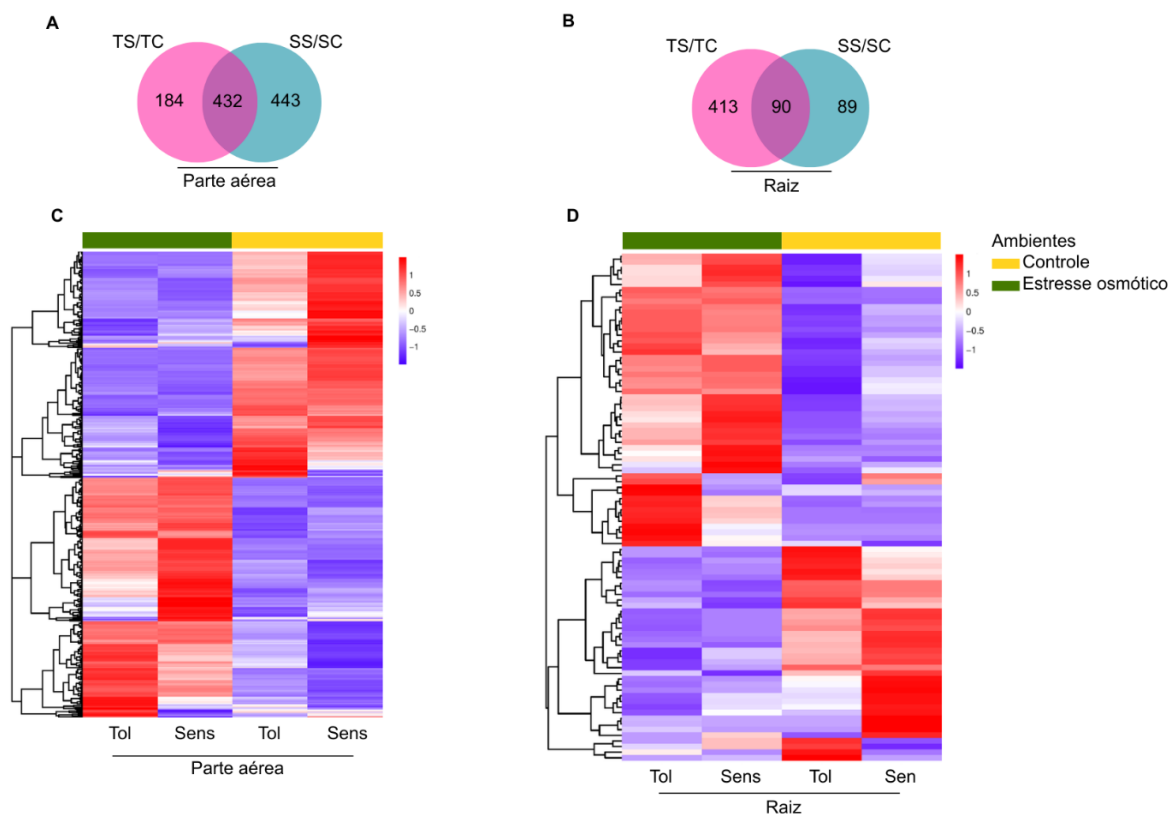 A
TS/TC
SS/SC
184
432
443
Parte aérea
B
TS/TC
SS/SC
413
90
89
Raiz
C
1
0.5
0
−0.5
−1
Tol
Sens
Tol
Sens
Parte aérea
D
1
0.5
0
−0.5
−1
Ambientes
Controle
Estresse osmótico
Tol
Sens
Tol
Sen
Raiz